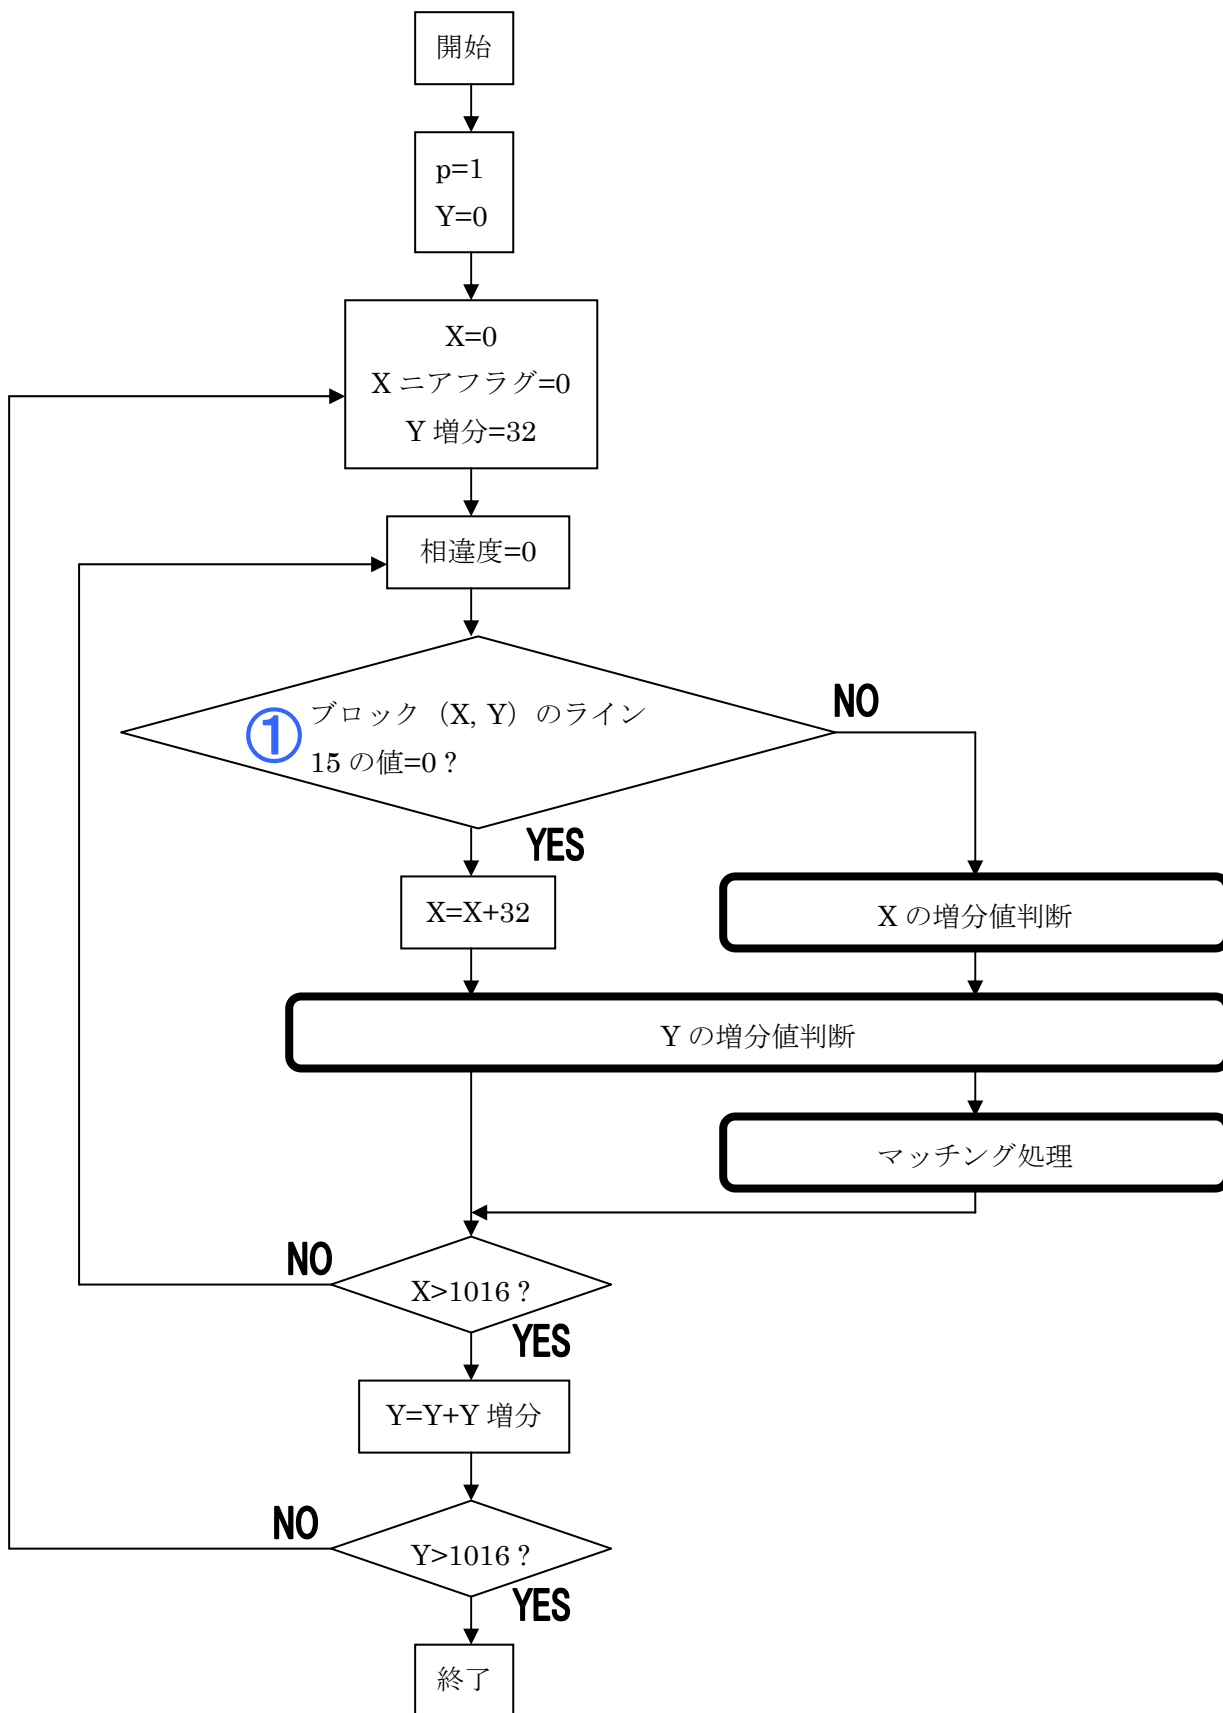 開始
p=1
Y=0
X=0
X ニアフラグ=0
Y 増分=32
相違度=0
NO
① ブロック（X, Y）のライン
15 の値=0 ?
YES
X=X+32
X の増分値判断
Y の増分値判断
マッチング処理
NO
X>1016 ?
YES
Y=Y+Y 増分
NO
Y>1016 ?
YES
終了